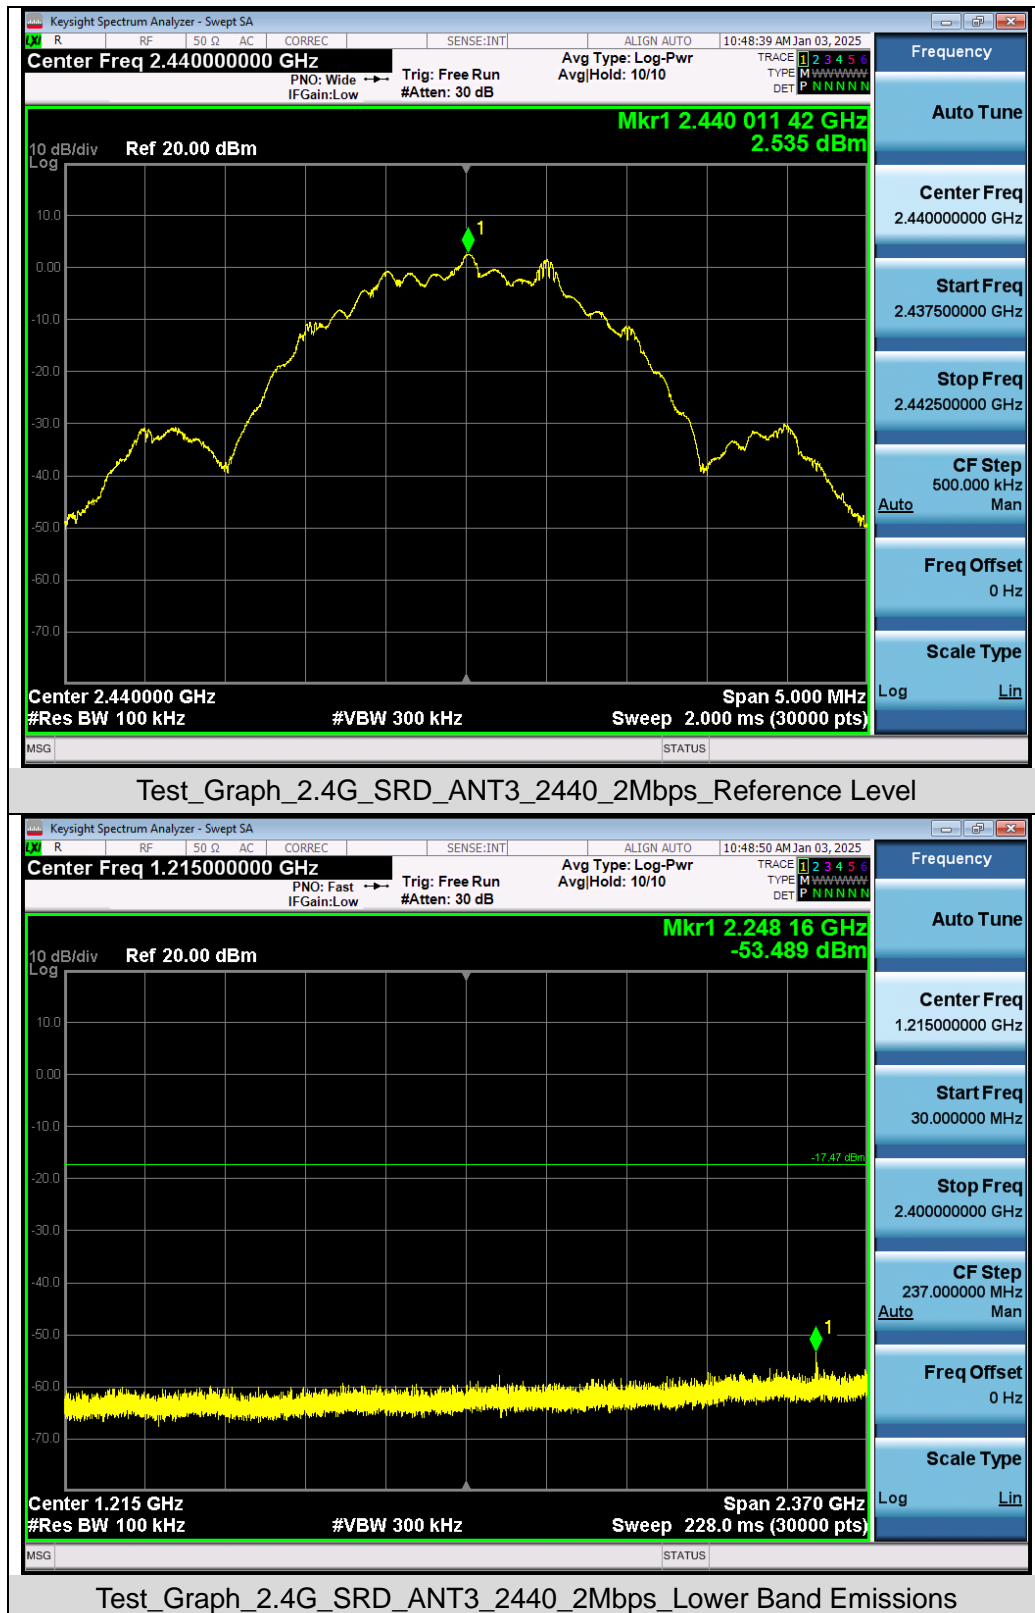 Keysight Spectrum Analyzer - Swept SA
LXI R RF 50 Ω AC CORREC SENSE:INT ALIGN AUTO 10:48:39 AM Jan 03, 2025
Center Freq 2.440000000 GHz
Avg Type: Log-Pwr
TRACE 1 2 3 4 5 6
PNO: Wide
Trig: Free Run
Avg|Hold: 10/10
TYPE M WWWWW
IFGain:Low
#Atten: 30 dB
DET P N N N N N
Mkr1 2.440 011 42 GHz
2.535 dBm
10 dB/div Ref 20.00 dBm
Log
10.0
0.00
-10.0
-20.0
-30.0
-40.0
-50.0
-60.0
-70.0
1
Center 2.440000 GHz Span 5.000 MHz
#Res BW 100 kHz #VBW 300 kHz Sweep 2.000 ms (30000 pts)
MSG STATUS
Frequency
Auto Tune
Center Freq
2.440000000 GHz
Start Freq
2.437500000 GHz
Stop Freq
2.442500000 GHz
CF Step
500.000 kHz
Auto Man
Freq Offset
0 Hz
Scale Type
Log Lin
Test_Graph_2.4G_SRD_ANT3_2440_2Mbps_Reference Level
Keysight Spectrum Analyzer - Swept SA
LXI R RF 50 Ω AC CORREC SENSE:INT ALIGN AUTO 10:48:50 AM Jan 03, 2025
Center Freq 1.215000000 GHz
Avg Type: Log-Pwr
TRACE 1 2 3 4 5 6
PNO: Fast
Trig: Free Run
Avg|Hold: 10/10
TYPE M WWWWW
IFGain:Low
#Atten: 30 dB
DET P N N N N N
Mkr1 2.248 16 GHz
-53.489 dBm
10 dB/div Ref 20.00 dBm
Log
10.0
0.00
-10.0
-17.47 dBm
-20.0
-30.0
-40.0
-50.0
-60.0
-70.0
1
Center 1.215 GHz Span 2.370 GHz
#Res BW 100 kHz #VBW 300 kHz Sweep 228.0 ms (30000 pts)
MSG STATUS
Frequency
Auto Tune
Center Freq
1.215000000 GHz
Start Freq
30.000000 MHz
Stop Freq
2.400000000 GHz
CF Step
237.000000 MHz
Auto Man
Freq Offset
0 Hz
Scale Type
Log Lin
Test_Graph_2.4G_SRD_ANT3_2440_2Mbps_Lower Band Emissions